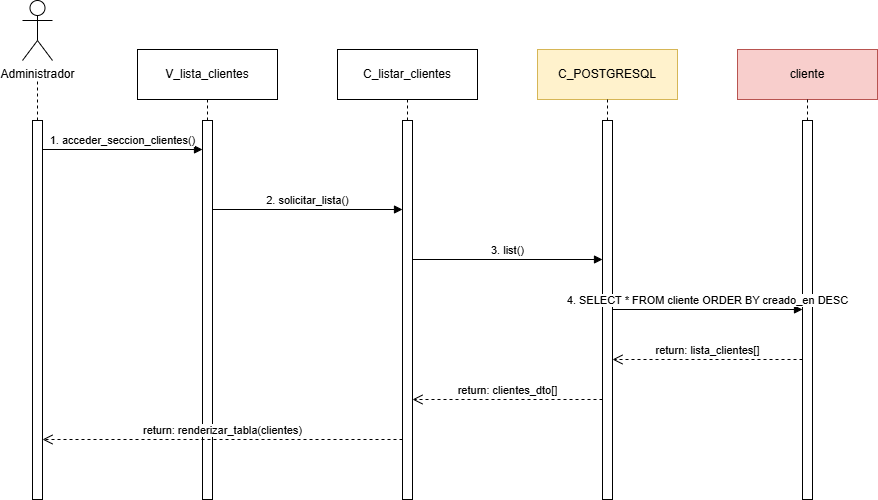 Administrador
V_lista_clientes
C_listar_clientes
C_POSTGRESQL
cliente
1. acceder_seccion_clientes()
2. solicitar_lista()
3. list()
4. SELECT * FROM cliente ORDER BY creado_en DESC
return: lista_clientes[]
return: clientes_dto[]
return: renderizar_tabla(clientes)